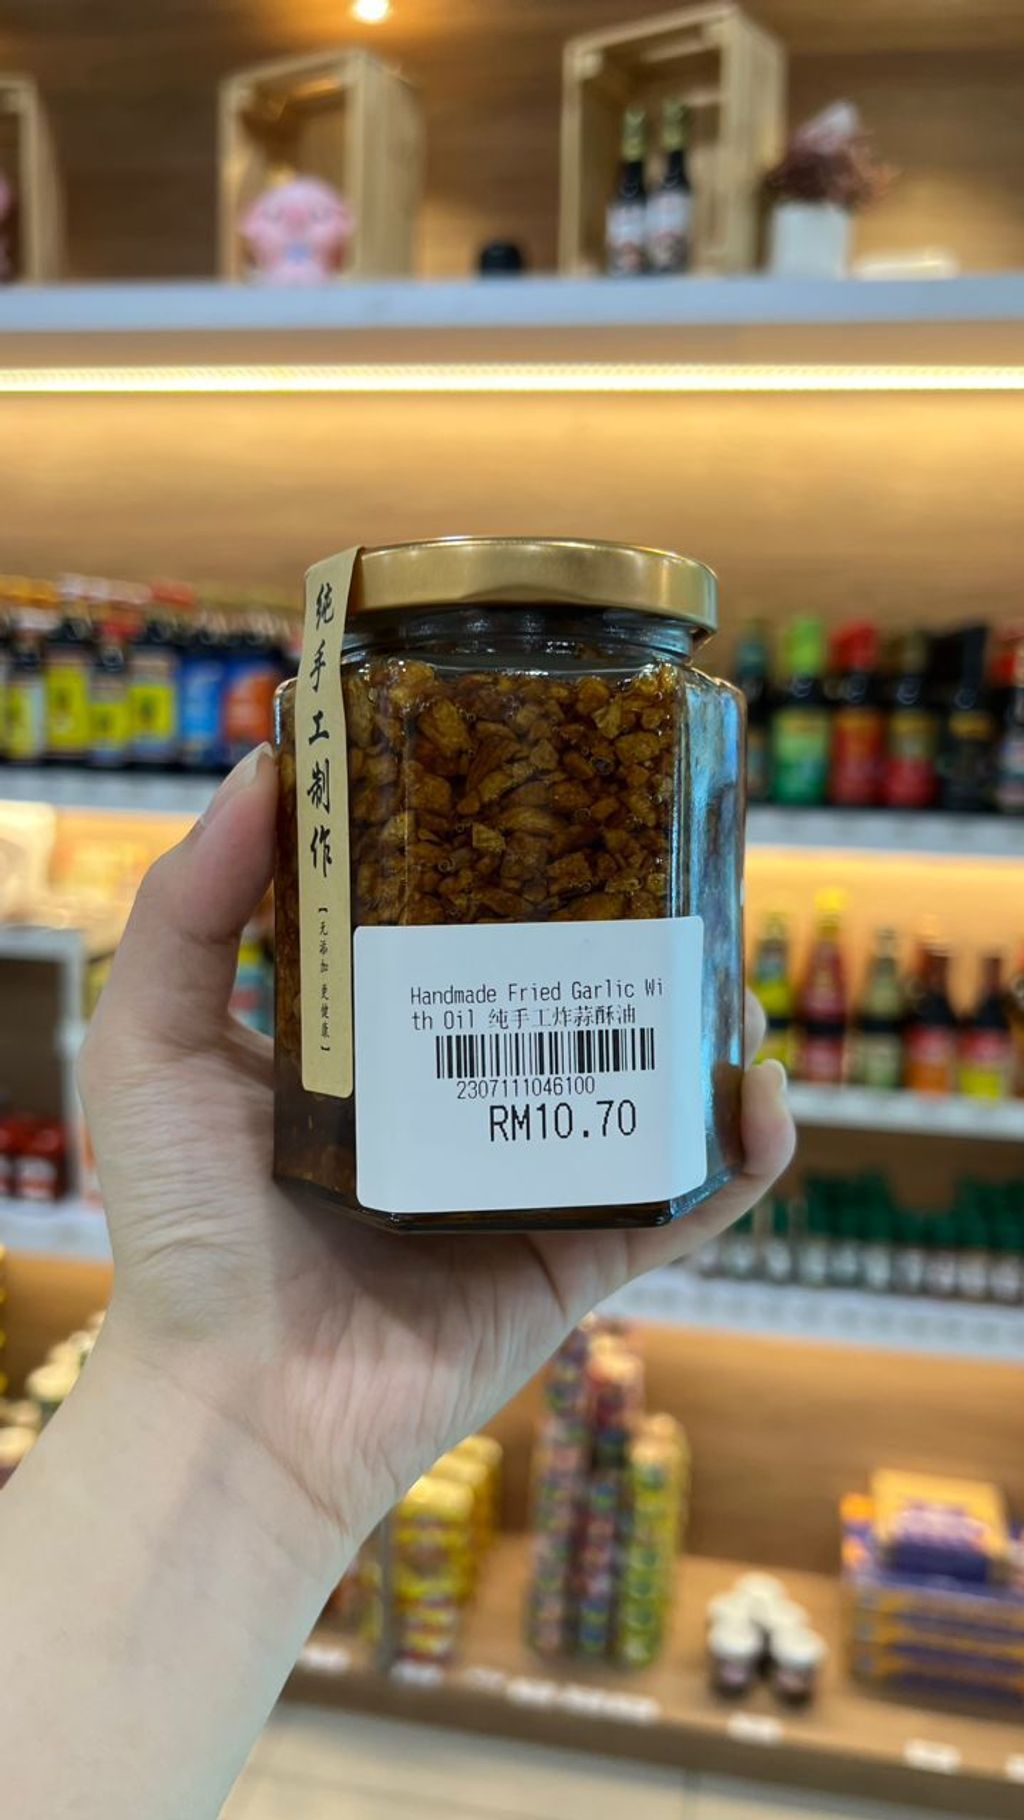 纯手工制作
【无添加 更健康】
Handmade Fried Garlic Wi
th Oil 纯手工炸蒜酥油
2307111046100
RM10.70